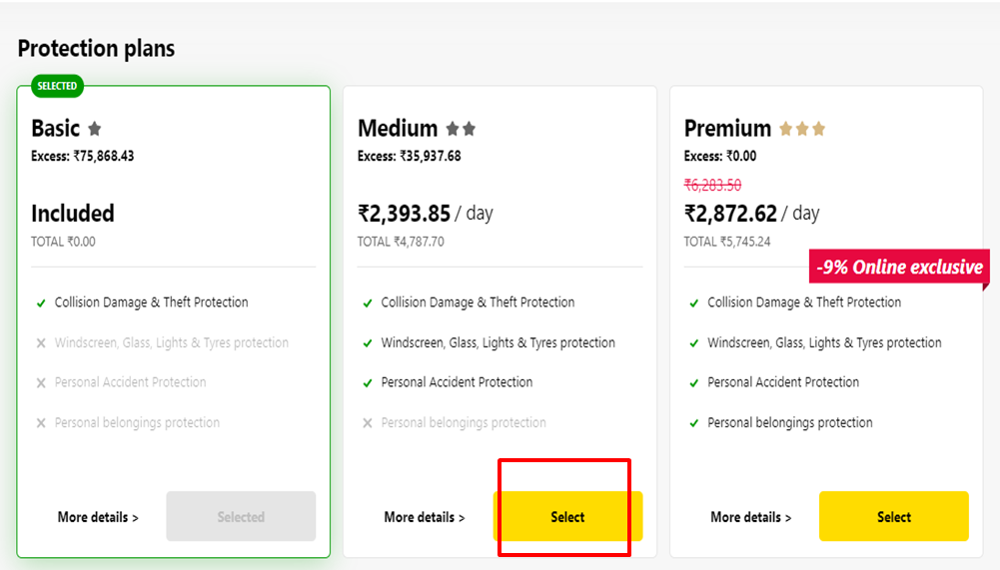 Protection plans
SELECTED
Basic
Excess: ₹75,868.43
Included
TOTAL ₹0.00
Collision Damage & Theft Protection
Windscreen, Glass, Lights & Tyres protection
Personal Accident Protection
Personal belongings protection
More details >
Selected
Medium
Excess: ₹35,937.68
₹2,393.85 / day
TOTAL ₹4,787.70
Collision Damage & Theft Protection
Windscreen, Glass, Lights & Tyres protection
Personal Accident Protection
Personal belongings protection
More details >
Select
Premium
Excess: ₹0.00
₹6,283.50
₹2,872.62 / day
TOTAL ₹5,745.24
-9% Online exclusive
Collision Damage & Theft Protection
Windscreen, Glass, Lights & Tyres protection
Personal Accident Protection
Personal belongings protection
More details >
Select